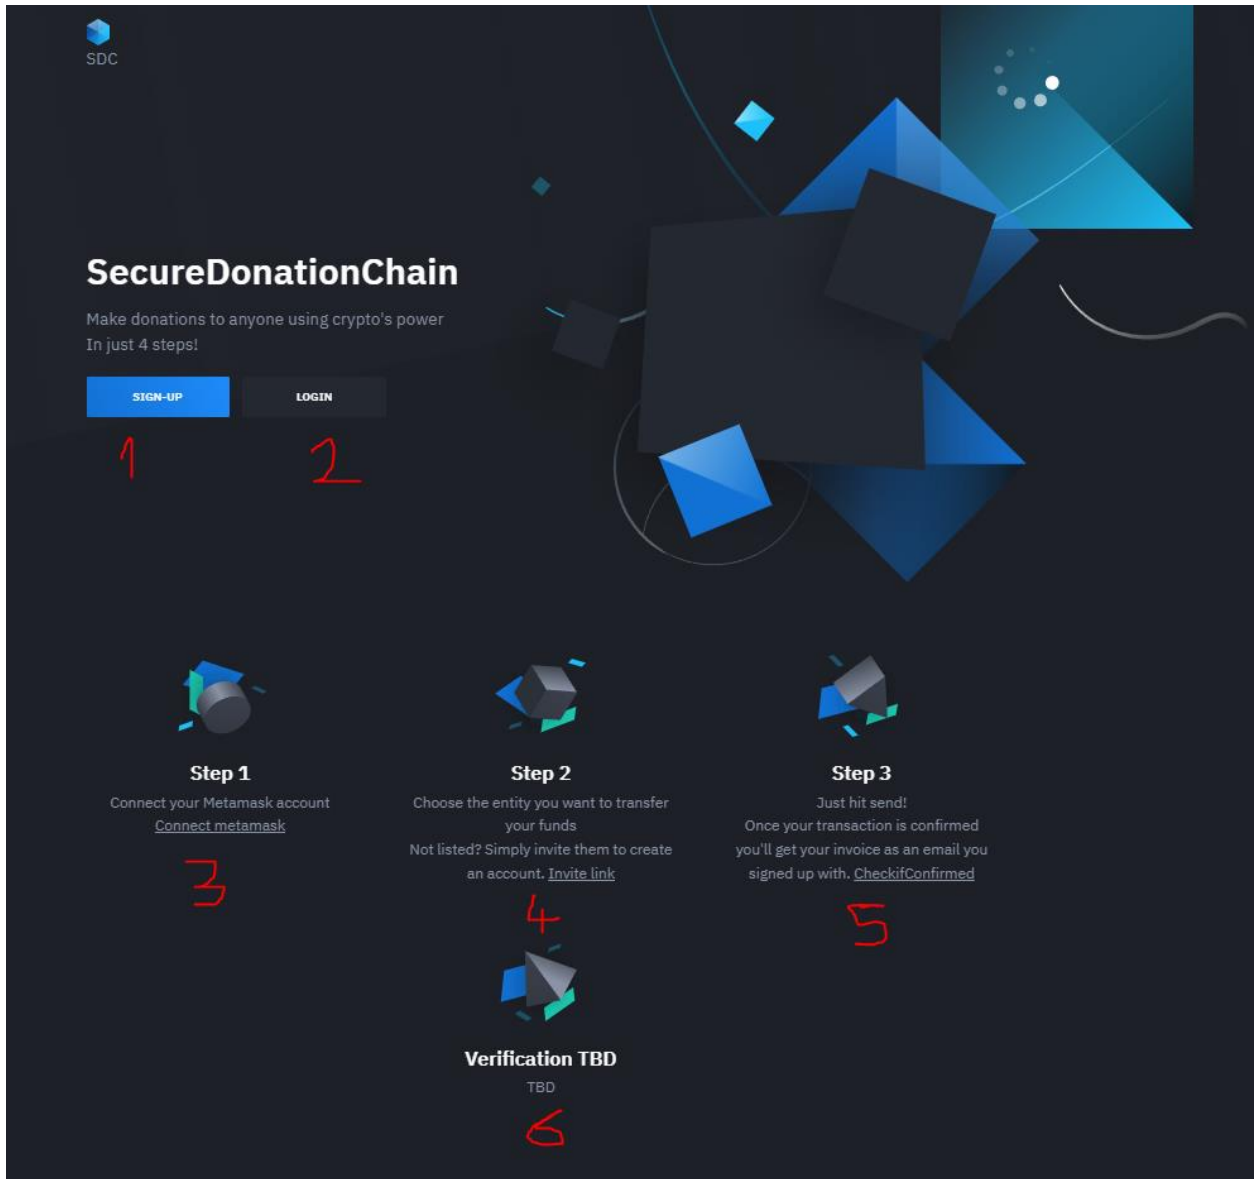 SDC
SecureDonationChain
Make donations to anyone using crypto's power
In just 4 steps!
SIGN-UP
LOGIN
1
2
Step 1
Connect your Metamask account
Connect metamask
3
Step 2
Choose the entity you want to transfer
your funds
Not listed? Simply invite them to create
an account. Invite link
4
Step 3
Just hit send!
Once your transaction is confirmed
you'll get your invoice as an email you
signed up with. CheckifConfirmed
5
Verification TBD
TBD
6